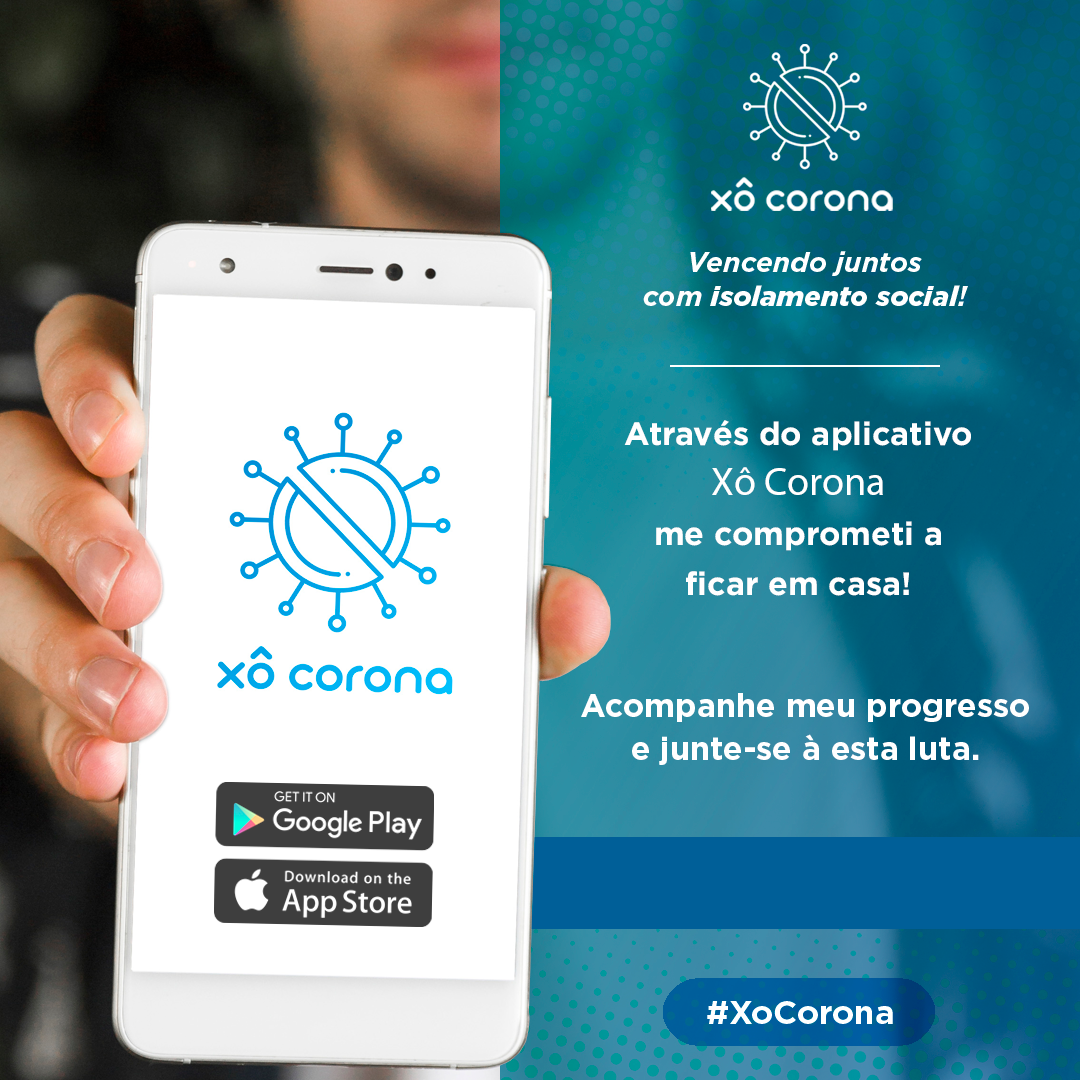 xô corona
GET IT ON
Google Play
Download on the
App Store
xô corona
Vencendo juntos
com isolamento social!
Através do aplicativo
Xô Corona
me comprometi a
ficar em casa!
Acompanhe meu progresso
e junte-se à esta luta.
#XoCorona